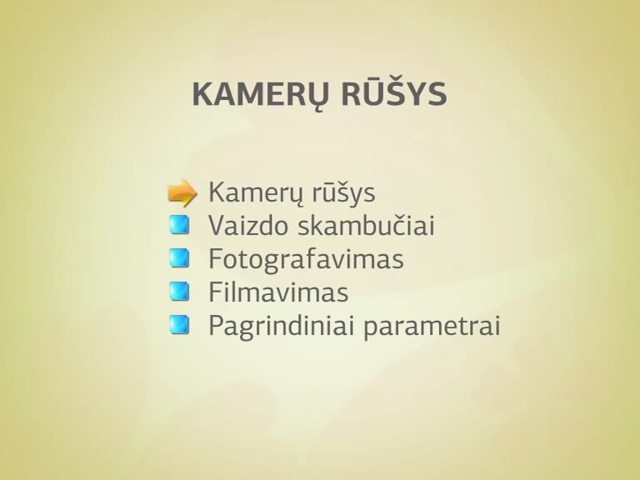 KAMERŲ RŪŠYS
Kamerų rūšys
Vaizdo skambučiai
Fotografavimas
Filmavimas
Pagrindiniai parametrai